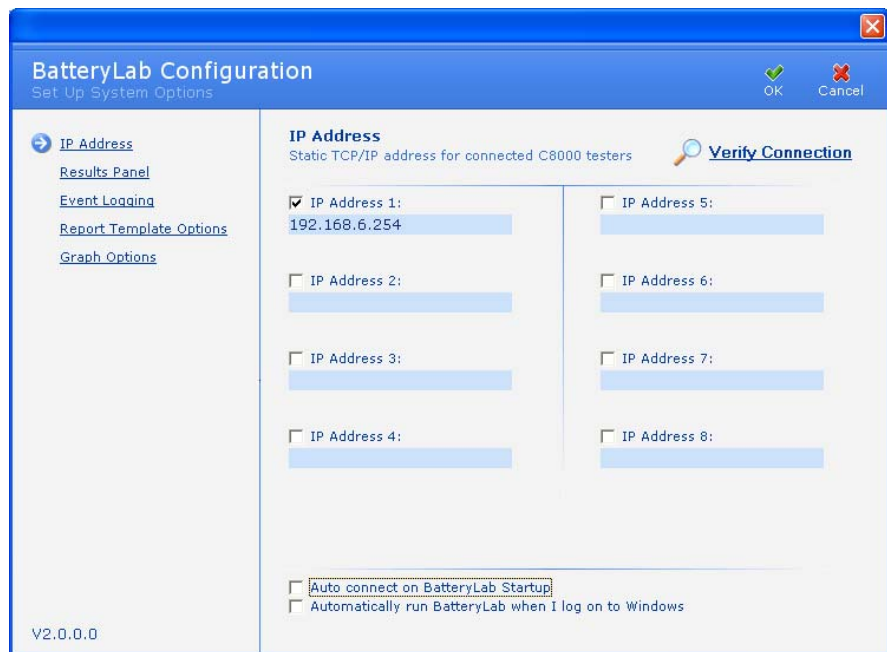 BatteryLab Configuration
Set Up System Options
OK
Cancel
IP Address
Results Panel
Event Logging
Report Template Options
Graph Options
IP Address
Static TCP/IP address for connected C8000 testers
Verify Connection
IP Address 1:
192.168.6.254
IP Address 2:
IP Address 3:
IP Address 4:
IP Address 5:
IP Address 6:
IP Address 7:
IP Address 8:
Auto connect on BatteryLab Startup
Automatically run BatteryLab when I log on to Windows
V2.0.0.0